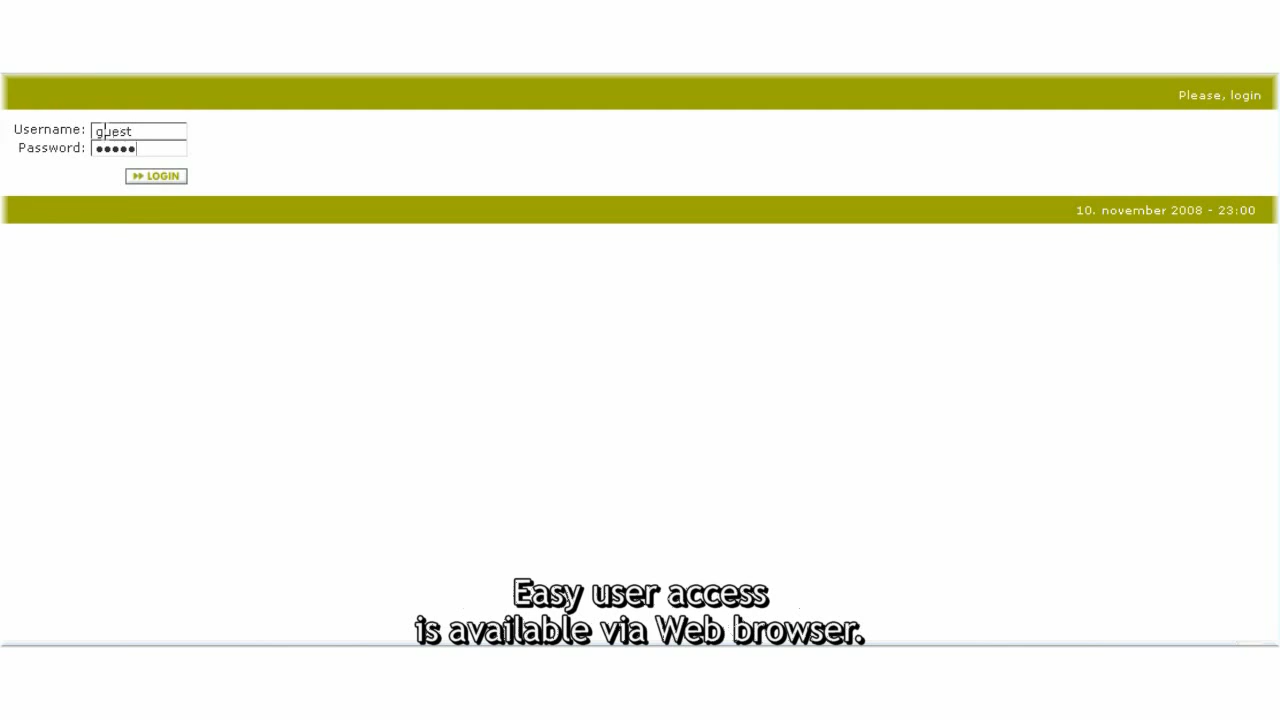 Please, login
Username: guest
Password: •••••
LOGIN
10. november 2008 - 23:00
Easy user access
is available via Web browser.